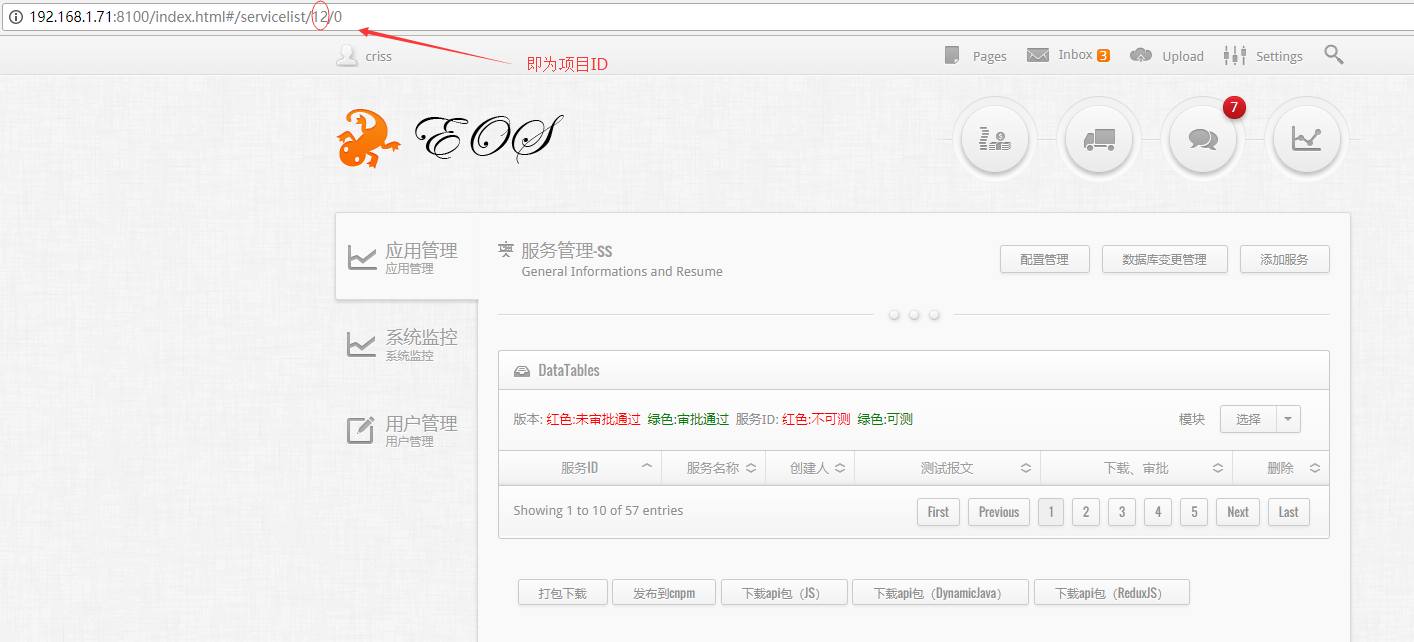 192.168.1.71:8100/index.html#/servicelist/12/0
即为项目ID
criss
Pages
Inbox 3
Upload
Settings
EOS
7
应用管理
应用管理
服务管理-SS
General Informations and Resume
配置管理
数据库变更管理
添加服务
系统监控
系统监控
用户管理
用户管理
DataTables
版本: 红色:未审批通过 绿色:审批通过 服务ID: 红色:不可测 绿色:可测
模块
选择
服务ID 服务名称 创建人 测试报文 下载、审批 删除
Showing 1 to 10 of 57 entries
First Previous 1 2 3 4 5 Next Last
打包下载 发布到cnpm 下载api包（JS） 下载api包（DynamicJava） 下载api包（ReduxJS）